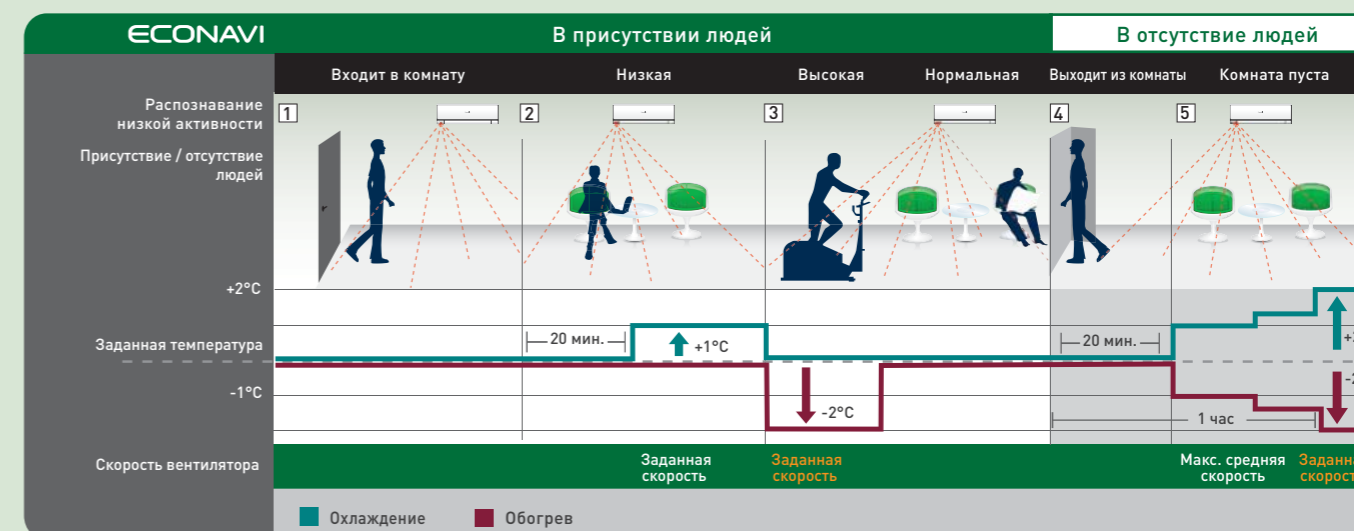 ECONAVI
В присутствии людей
В отсутствие людей
Входит в комнату
Низкая
Высокая
Нормальная
Выходит из комнаты
Комната пуста
Распознавание
низкой активности
Присутствие / отсутствие
людей
1
2
3
4
5
+2°C
Заданная температура
-1°C
20 мин.
+1°C
-2°C
20 мин.
1 час
Скорость вентилятора
Заданная
скорость
Заданная
скорость
Макс. средняя
скорость
Охлаждение
Обогрев